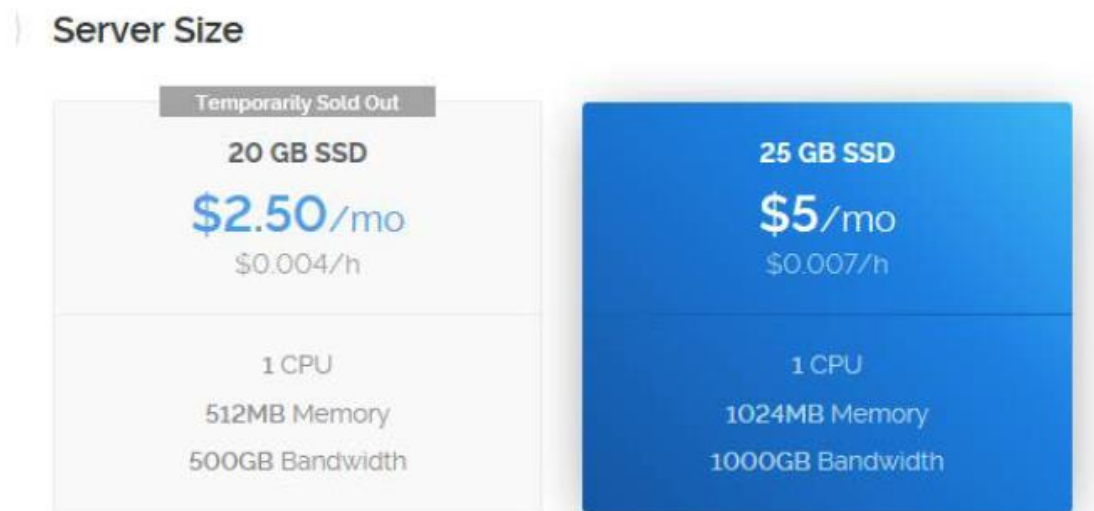 Server Size
Temporarily Sold Out
20 GB SSD
$2.50/mo
$0.004/h
1 CPU
512MB Memory
500GB Bandwidth
25 GB SSD
$5/mo
$0.007/h
1 CPU
1024MB Memory
1000GB Bandwidth